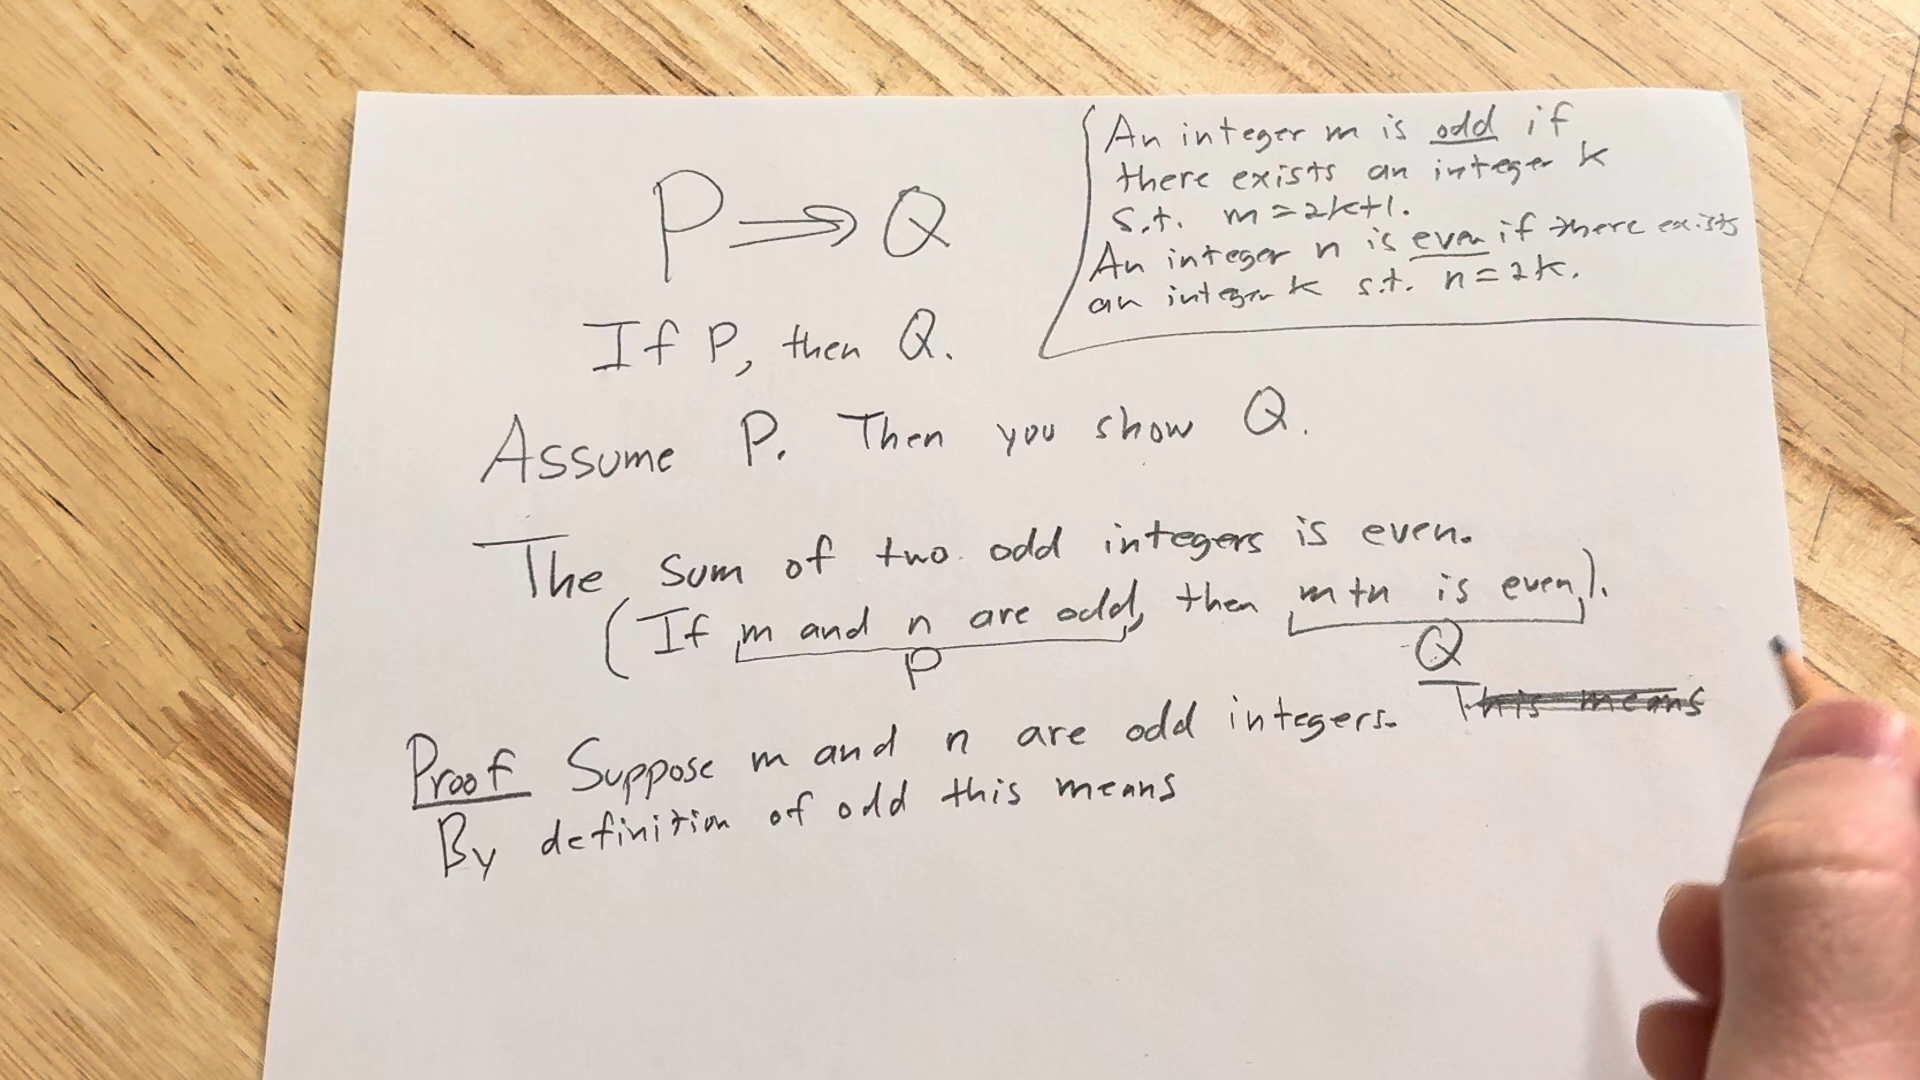 P ⇒ Q
If P, then Q.
An integer m is odd if
there exists an integer k
s.t. m = 2k+1.
An integer n is even if there exists
an integer k s.t. n = 2k.
Assume P. Then you show Q.
The sum of two odd integers is even.
(If m and n are odd, then m+n is even).
P Q
Proof Suppose m and n are odd integers. This means
By definition of odd this means